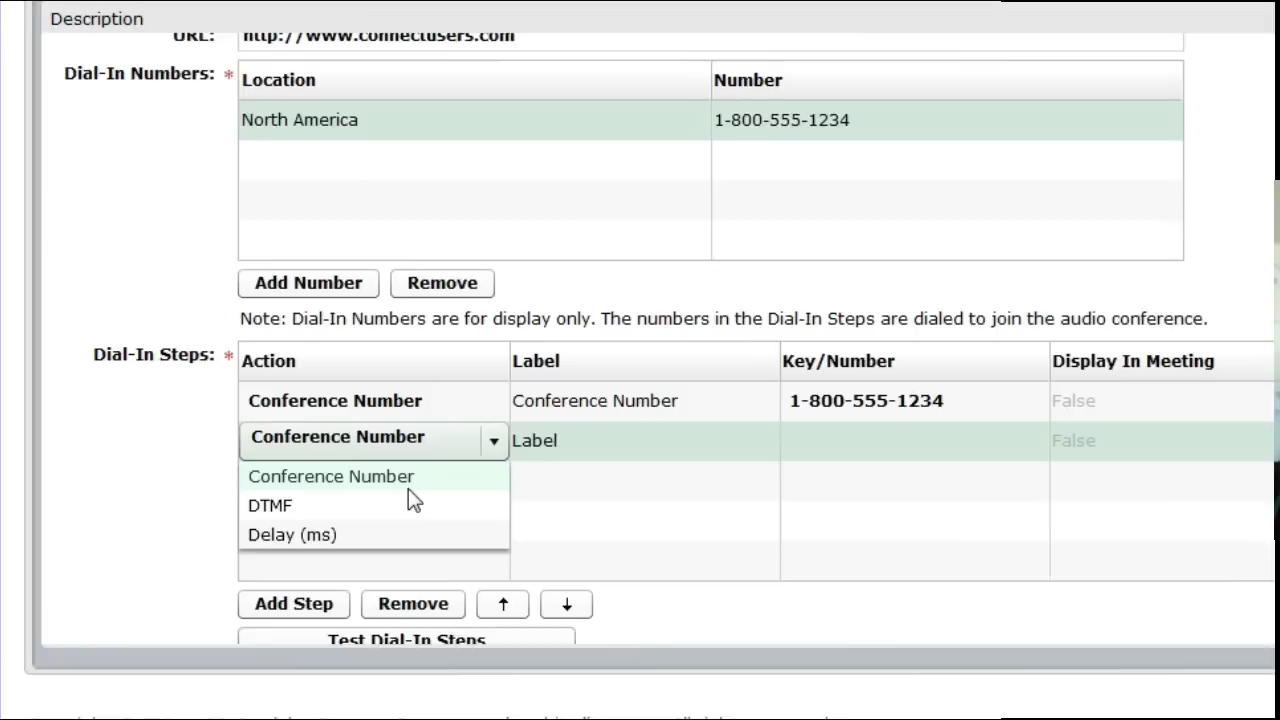 Description
URL: http://www.connectusers.com
Dial-In Numbers: * Location Number
North America 1-800-555-1234
Add Number Remove
Note: Dial-In Numbers are for display only. The numbers in the Dial-In Steps are dialed to join the audio conference.
Dial-In Steps: * Action Label Key/Number Display In Meeting
Conference Number Conference Number 1-800-555-1234 False
Conference Number Label False
Conference Number
DTMF
Delay (ms)
Add Step Remove ↑ ↓
Test Dial-In Steps